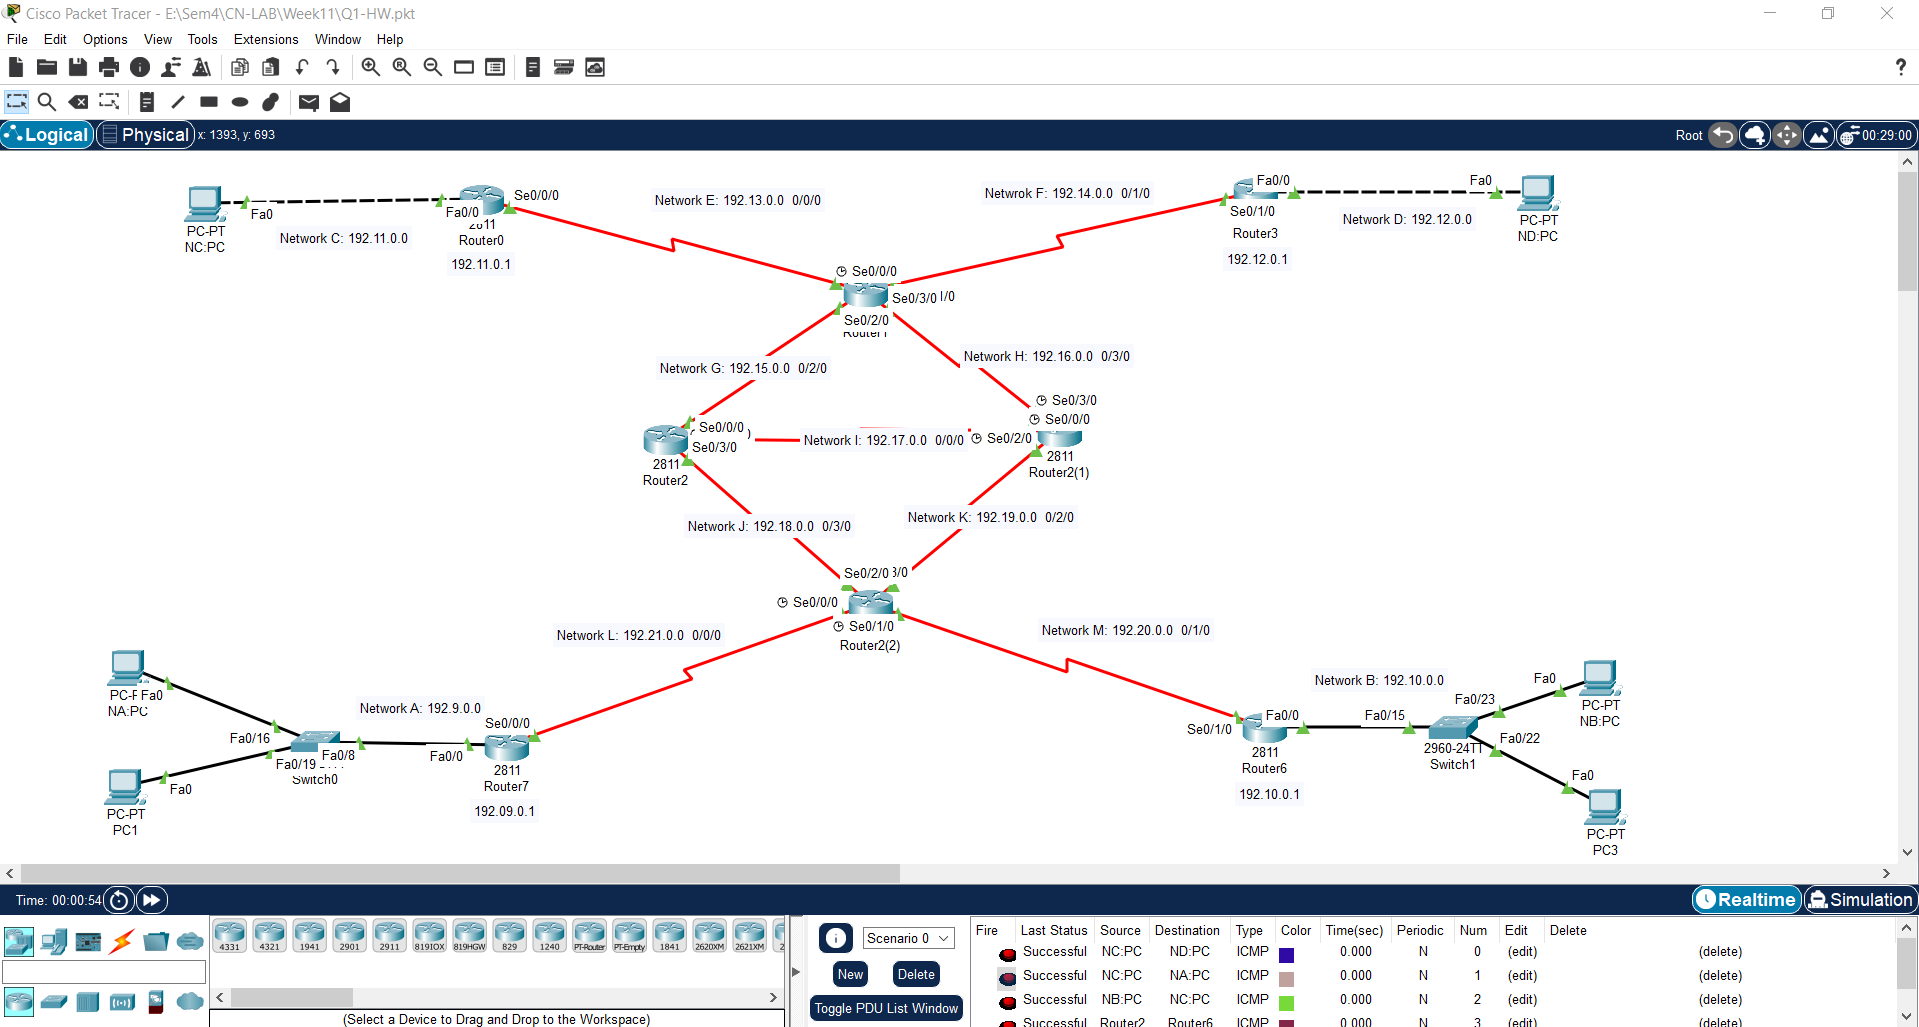 Cisco Packet Tracer - E:\Sem4\CN-LAB\Week11\Q1-HW.pkt
File Edit Options View Tools Extensions Window Help
?
Logical Physical x: 1393, y: 693 Root 00:29:00
PC-PT
NC:PC
Fa0
Network C: 192.11.0.0
Fa0/0
Se0/0/0
2811
Router0
192.11.0.1
Network E: 192.13.0.0 0/0/0
Netwrok F: 192.14.0.0 0/1/0
Fa0/0
Se0/1/0
Router3
192.12.0.1
Fa0
Network D: 192.12.0.0
PC-PT
ND:PC
Se0/0/0
Se0/3/0 I/0
Se0/2/0
Router1
Network G: 192.15.0.0 0/2/0
Network H: 192.16.0.0 0/3/0
Se0/3/0
Se0/0/0
Se0/2/0
2811
Router2(1)
Se0/0/0
Se0/3/0
2811
Router2
Network I: 192.17.0.0 0/0/0
Network J: 192.18.0.0 0/3/0
Network K: 192.19.0.0 0/2/0
Se0/2/0 3/0
Se0/0/0
Se0/1/0
Router2(2)
Network L: 192.21.0.0 0/0/0
Network M: 192.20.0.0 0/1/0
PC-F Fa0
NA:PC
Network A: 192.9.0.0
Se0/0/0
Fa0/16
Fa0/8
Fa0/19
Switch0
Fa0/0
2811
Router7
192.09.0.1
Fa0
PC-PT
PC1
Network B: 192.10.0.0
Se0/1/0
Fa0/0
2811
Router6
192.10.0.1
Fa0/15
Fa0/23
Fa0/22
2960-24TT
Switch1
Fa0
PC-PT
NB:PC
Fa0
PC-PT
PC3
Time: 00:00:54 Realtime Simulation
4331 4321 1941 2901 2911 819IOX 819HGW 829 1240 PT-Router PT-Empty 1841 2620XM 2621XM 2
(Select a Device to Drag and Drop to the Workspace)
Scenario 0
New Delete
Toggle PDU List Window
Fire Last Status Source Destination Type Color Time(sec) Periodic Num Edit Delete
Successful NC:PC ND:PC ICMP 0.000 N 0 (edit) (delete)
Successful NC:PC NA:PC ICMP 0.000 N 1 (edit) (delete)
Successful NB:PC NC:PC ICMP 0.000 N 2 (edit) (delete)
Successful Router2 Router6 ICMP 0.000 N 3 (edit) (delete)